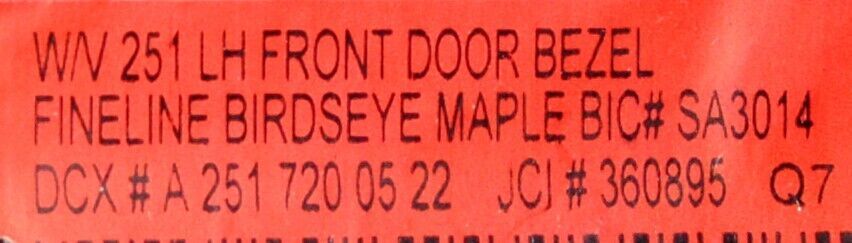 W/V 251 LH FRONT DOOR BEZEL
FINELINE BIRDSEYE MAPLE BIC# SA3014
DCX # A 251 720 05 22 JCI # 360895 Q7